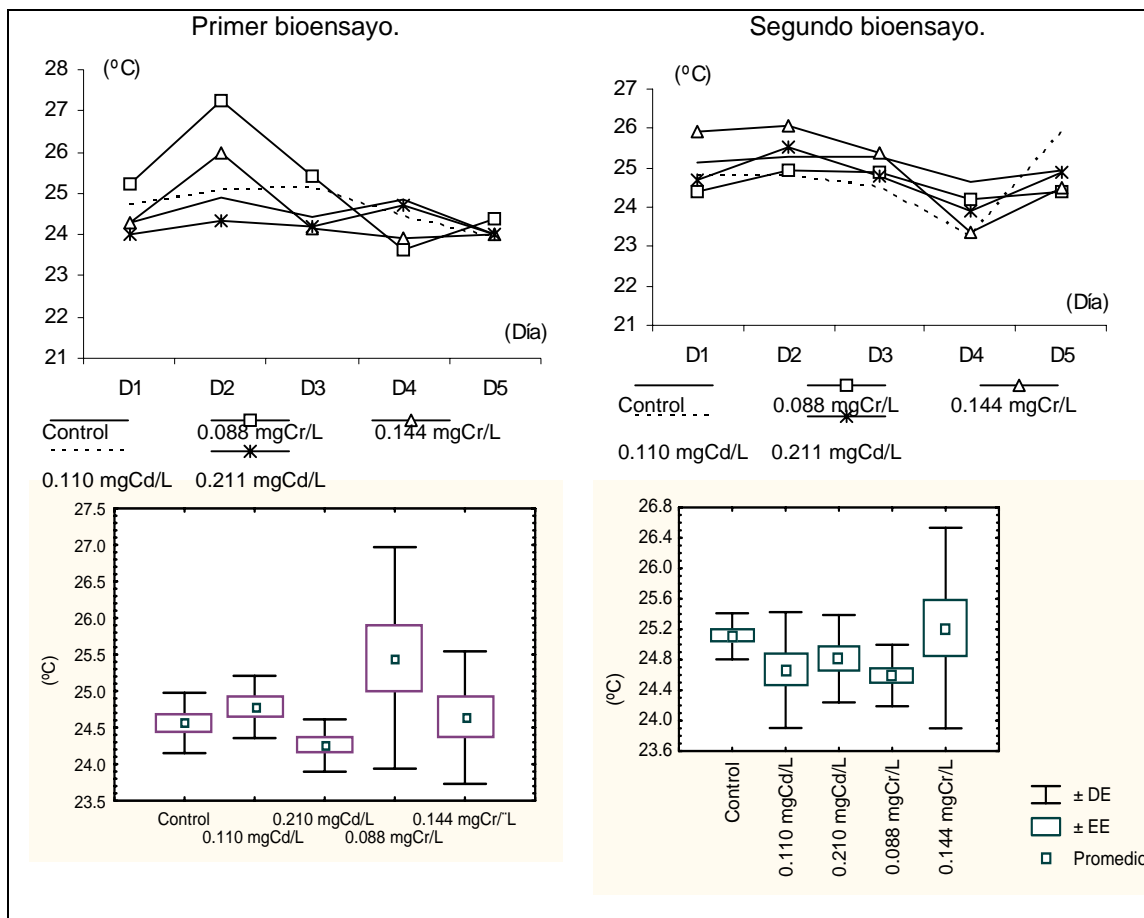 Primer bioensayo.
(ºC)
28
27
26
25
24
23
22
21
(Día)
D1 D2 D3 D4 D5
Control 0.088 mgCr/L 0.144 mgCr/L
0.110 mgCd/L 0.211 mgCd/L
Segundo bioensayo.
(ºC)
27
26
25
24
23
22
21
(Día)
D1 D2 D3 D4 D5
Control 0.088 mgCr/L 0.144 mgCr/L
0.110 mgCd/L 0.211 mgCd/L
(ºC)
27.5
27.0
26.5
26.0
25.5
25.0
24.5
24.0
23.5
Control 0.210 mgCd/L 0.144 mgCr/¨L
0.110 mgCd/L 0.088 mgCr/L
(ºC)
26.8
26.4
26.0
25.6
25.2
24.8
24.4
24.0
23.6
Control
0.110 mgCd/L
0.210 mgCd/L
0.088 mgCr/L
0.144 mgCr/L
± DE
± EE
Promedio